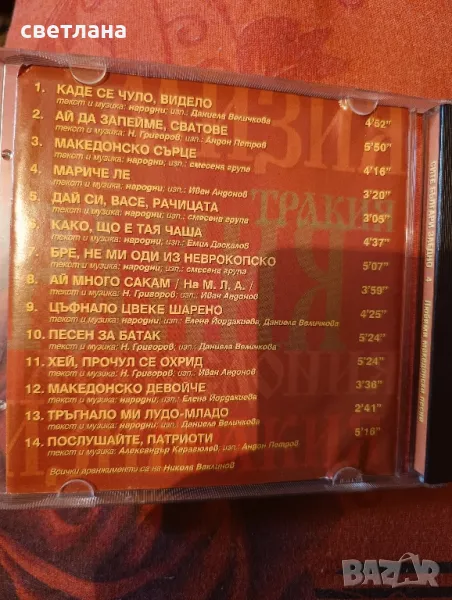 светлана
1. КАДЕ СЕ ЧУЛО, ВИДЕЛО
текст и музика: народни; изп.: Даниела Величкова 4'62"
2. АЙ ДА ЗАПЕЙМЕ, СВАТОВЕ
текст и музика: Н. Григоров; изп.: Антон Петров 5'50"
3. МАКЕДОНСКО СЪРЦЕ
текст и музика: народни, изп.: смесена група 4'16"
4. МАРИЧЕ ЛЕ
текст и музика: народни, изп.: Иван Андонов 3'20"
5. ДАЙ СИ, ВАСЕ, РАЧИЦАТА
текст и музика: народни, изп.: смесена група 3'05"
6. КАКО, ЩО Е ТАЯ ЧАША
текст и музика: народни, изп.: Емил Даскалов 4'37"
7. БРЕ, НЕ МИ ОДИ ИЗ НЕВРОКОПСКО
текст и музика: народни, изп.: смесена група 5'07"
8. АЙ МНОГО САКАМ / На М. Л. А. /
текст и музика: Н. Григоров; изп.: Иван Андонов 3'59"
9. ЦЪФНАЛО ЦВЕКЕ ШАРЕНО
текст и музика: народни, изп.: Елена Йордакиева, Даниела Величкова 4'25"
10. ПЕСЕН ЗА БАТАК
текст и музика: Н. Григоров; изп.: Даниела Величкова 5'24"
11. ХЕЙ, ПРОЧУЛ СЕ ОХРИД
текст и музика: Н. Григоров; изп.: Иван Андонов 5'24"
12. МАКЕДОНСКО ДЕВОЙЧЕ
текст и музика: народни, изп.: Елена Йордакиева 3'36"
13. ТРЪГНАЛО МИ ЛУДО-МЛАДО
текст и музика: народни, изп.: Даниела Величкова 2'41"
14. ПОСЛУШАЙТЕ, ПАТРИОТИ
текст и музика: Александър Карагюлев; изп.: Антон Петров 5'16"
Всички аранжименти са на Никола Ваклинов
ТРАКИЯ
BAZAR